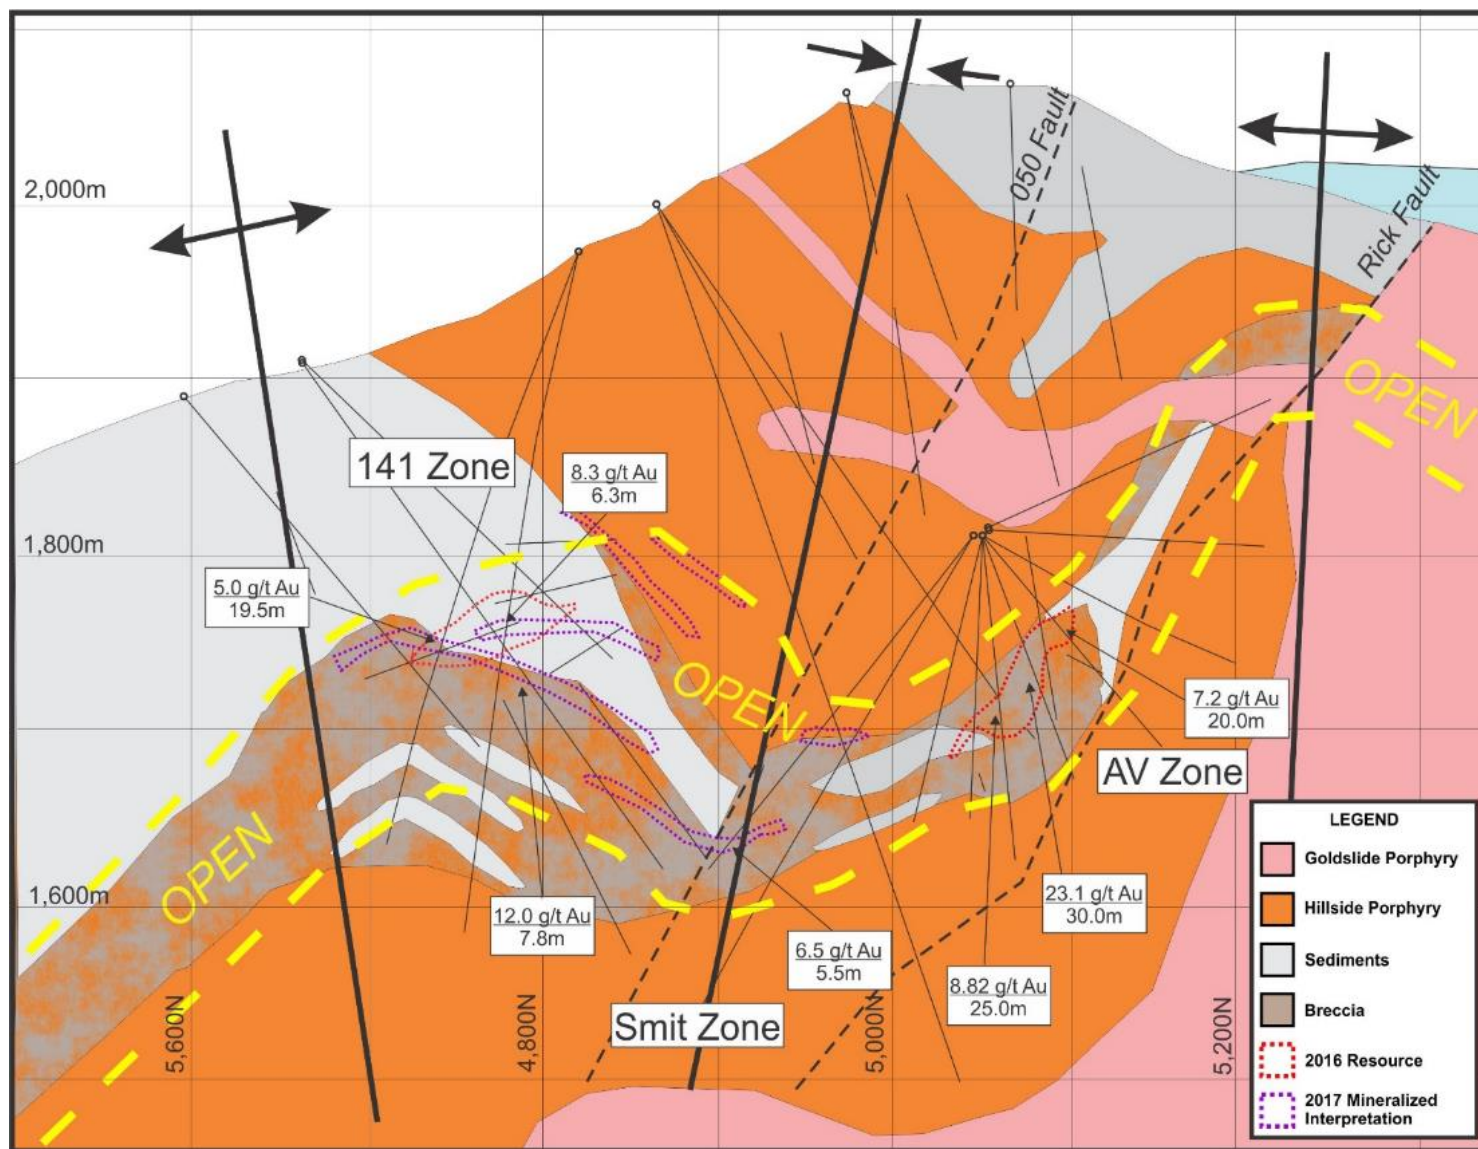 050 Fault
2,000m
Rick Fault
OPEN
141 Zone
8.3 g/t Au
6.3m
1,800m
5.0 g/t Au
19.5m
OPEN
7.2 g/t Au
20.0m
AV Zone
OPEN
1,600m
12.0 g/t Au
7.8m
6.5 g/t Au
5.5m
23.1 g/t Au
30.0m
8.82 g/t Au
25.0m
Smit Zone
5,600N
4,800N
5,000N
5,200N
LEGEND
Goldslide Porphyry
Hillside Porphyry
Sediments
Breccia
2016 Resource
2017 Mineralized
Interpretation